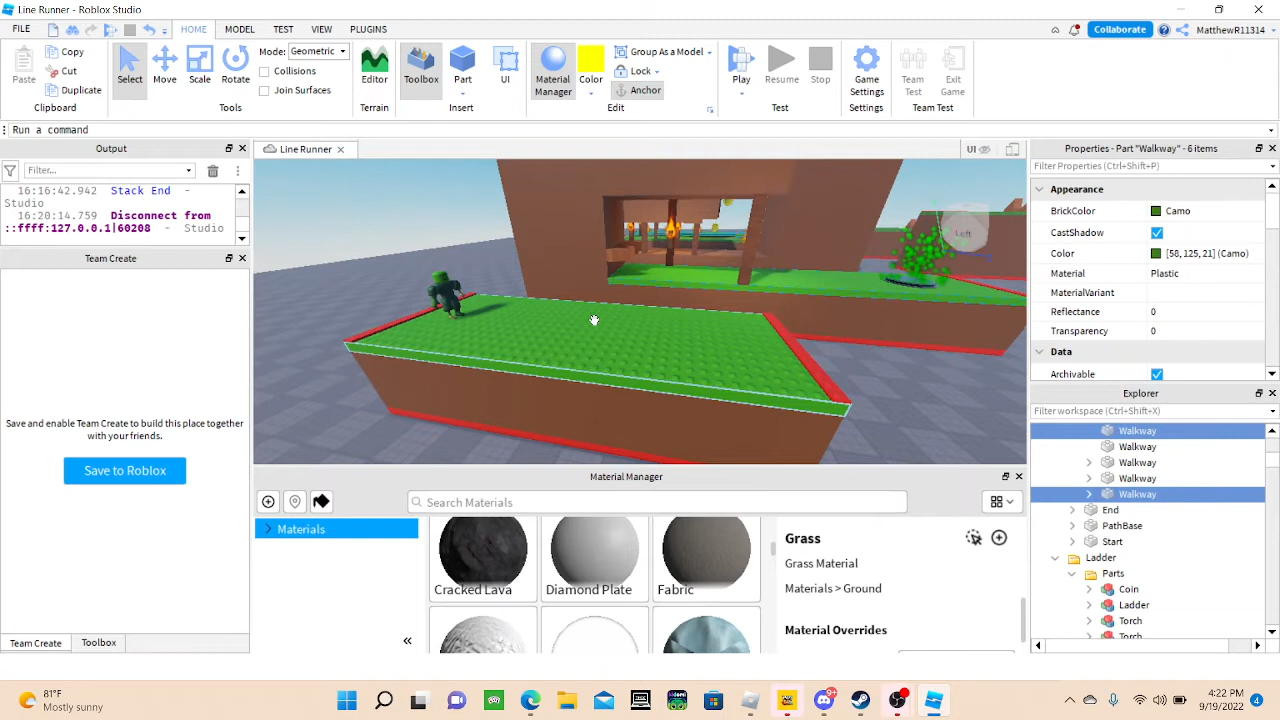 Line Runner - Roblox Studio
FILE HOME MODEL TEST VIEW PLUGINS Collaborate MatthewR11314
Copy Mode: Geometric Group As a Model
Paste Cut Select Move Scale Rotate Collisions Editor Toolbox Part UI Material Manager Color Lock Play Resume Stop Game Settings Team Test Exit Game
Duplicate Join Surfaces Anchor
Clipboard Tools Terrain Insert Edit Test Settings Team Test
Run a command
Output
Filter...
16:16:42.942 Stack End -
Studio
16:20:14.759 Disconnect from
::ffff:127.0.0.1|60208 - Studio
Team Create
Save and enable Team Create to build this place together
with your friends.
Save to Roblox
Team Create Toolbox
Line Runner UI
Left
Material Manager
Search Materials
Materials
Cracked Lava Diamond Plate Fabric
Grass
Grass Material
Materials > Ground
Material Overrides
Properties - Part "Walkway" - 6 items
Filter Properties (Ctrl+Shift+P)
Appearance
BrickColor Camo
CastShadow
Color [58, 125, 21] (Camo)
Material Plastic
MaterialVariant
Reflectance 0
Transparency 0
Data
Archivable
Explorer
Filter workspace (Ctrl+Shift+X)
Walkway
Walkway
Walkway
Walkway
Walkway
End
PathBase
Start
Ladder
Parts
Coin
Ladder
Torch
Torch
81°F
Mostly sunny
9+
4:22 PM
9/19/2022
4